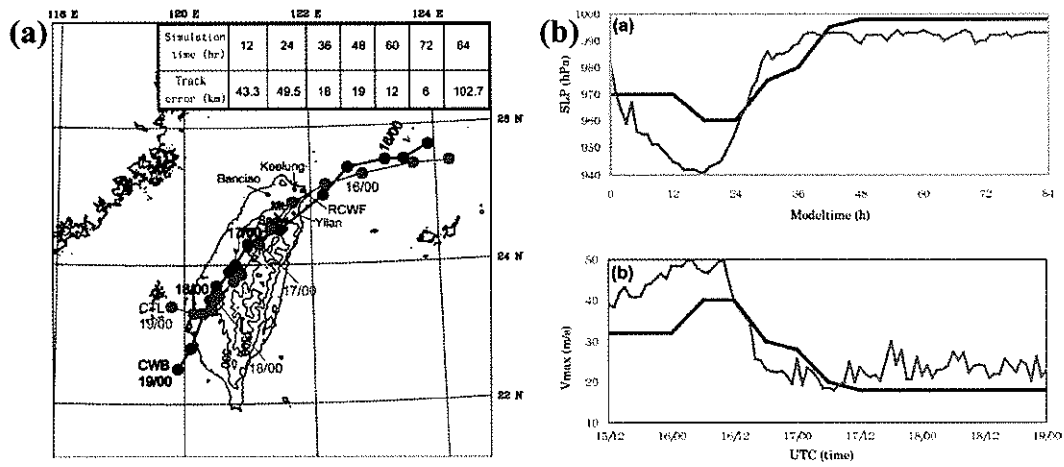 (a)
116 E 120 E 122 E 124 E
Simulation time (hr) 12 24 36 48 60 72 84
Track error (km) 43.3 49.5 18 19 12 6 102.7
26 N
16/00
Keelung
Banciao
16/00
RCWF
Yilan
17/00
24 N
17/00
18/00
C+L
19/00
18/00
CWB
19/00
22 N
(b)
(a)
SLP (hPa)
1000
990
980
970
960
950
940
0 12 24 36 48 60 72 84
Modeltime (h)
(b)
Vmax (m/s)
50
40
30
20
10
15/12 16/00 16/12 17/00 17/12 18/00 18/12 19/00
UTC (time)